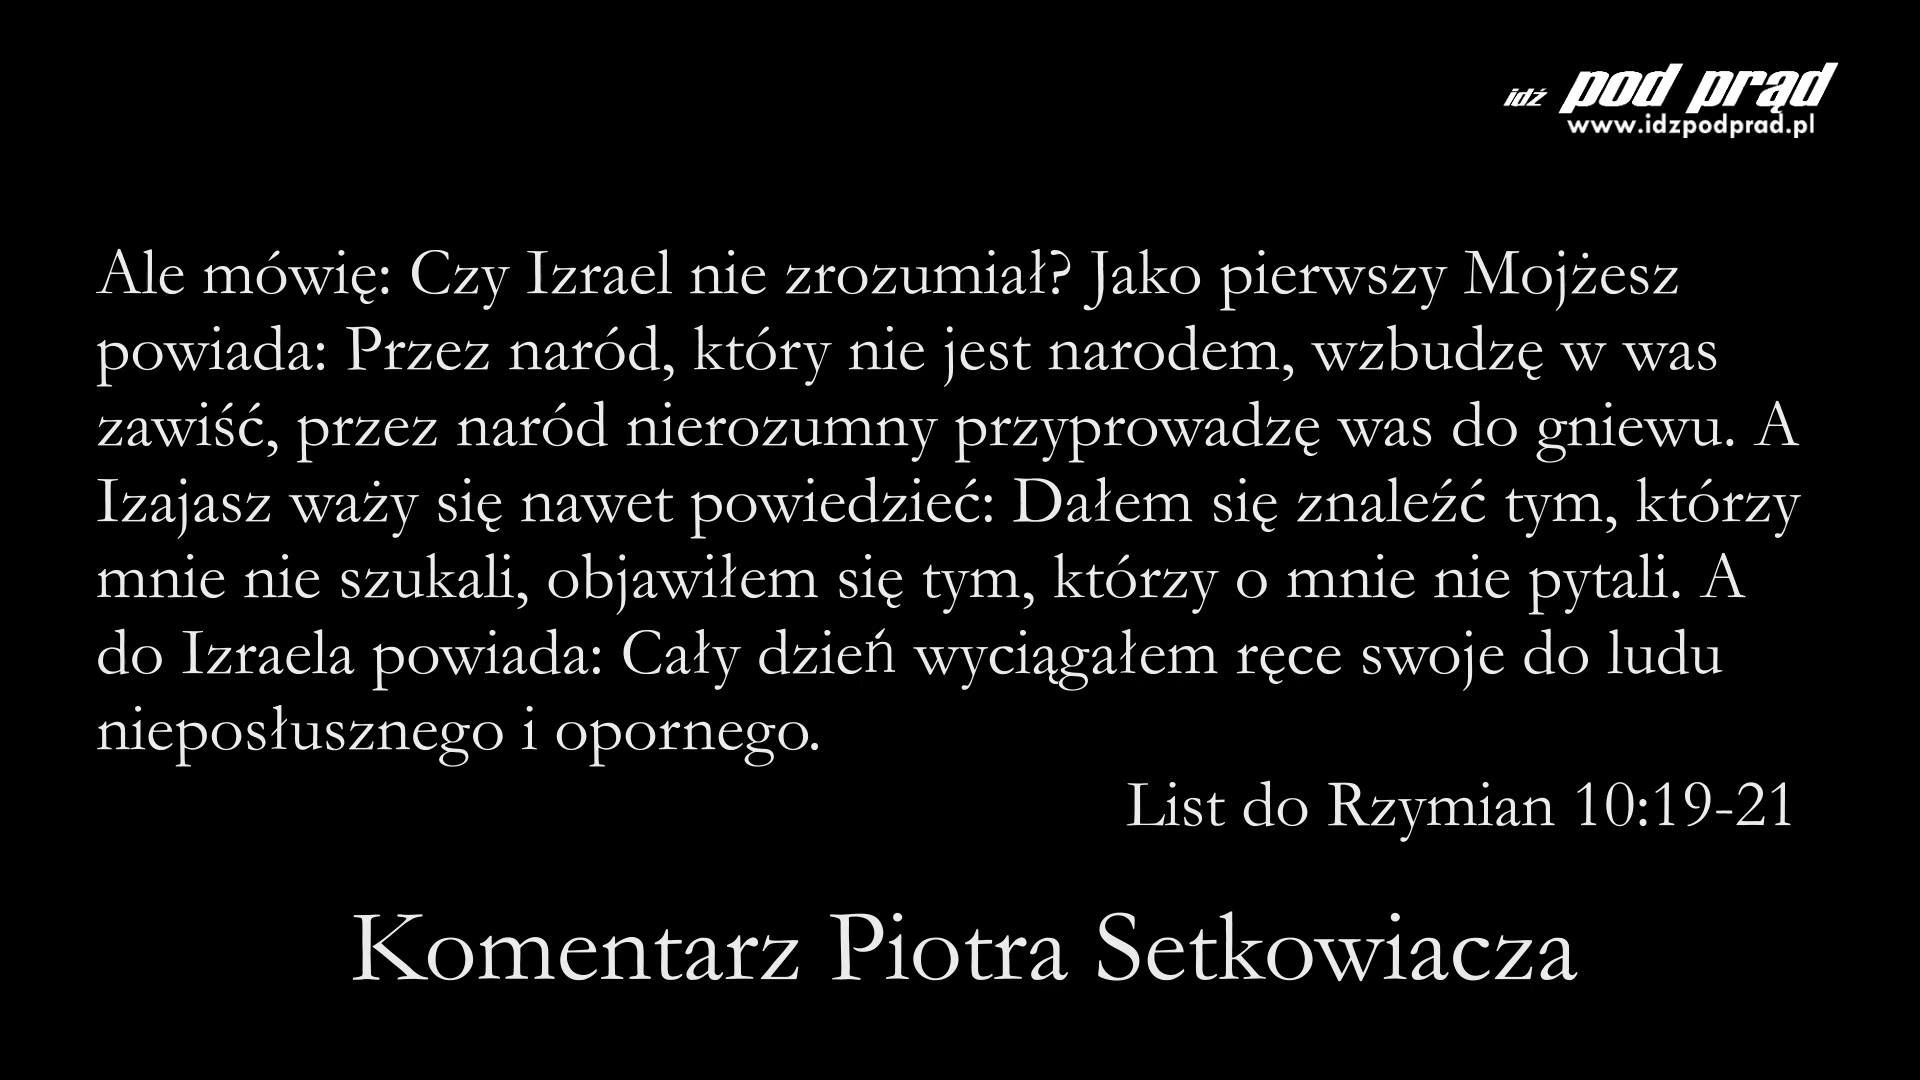 idź pod prąd
www.idzpodprad.pl
Ale mówię: Czy Izrael nie zrozumiał? Jako pierwszy Mojżesz
powiada: Przez naród, który nie jest narodem, wzbudzę w was
zawiść, przez naród nierozumny przyprowadzę was do gniewu. A
Izajasz waży się nawet powiedzieć: Dałem się znaleźć tym, którzy
mnie nie szukali, objawiłem się tym, którzy o mnie nie pytali. A
do Izraela powiada: Cały dzień wyciągałem ręce swoje do ludu
nieposłusznego i opornego.
List do Rzymian 10:19-21
Komentarz Piotra Setkowiacza